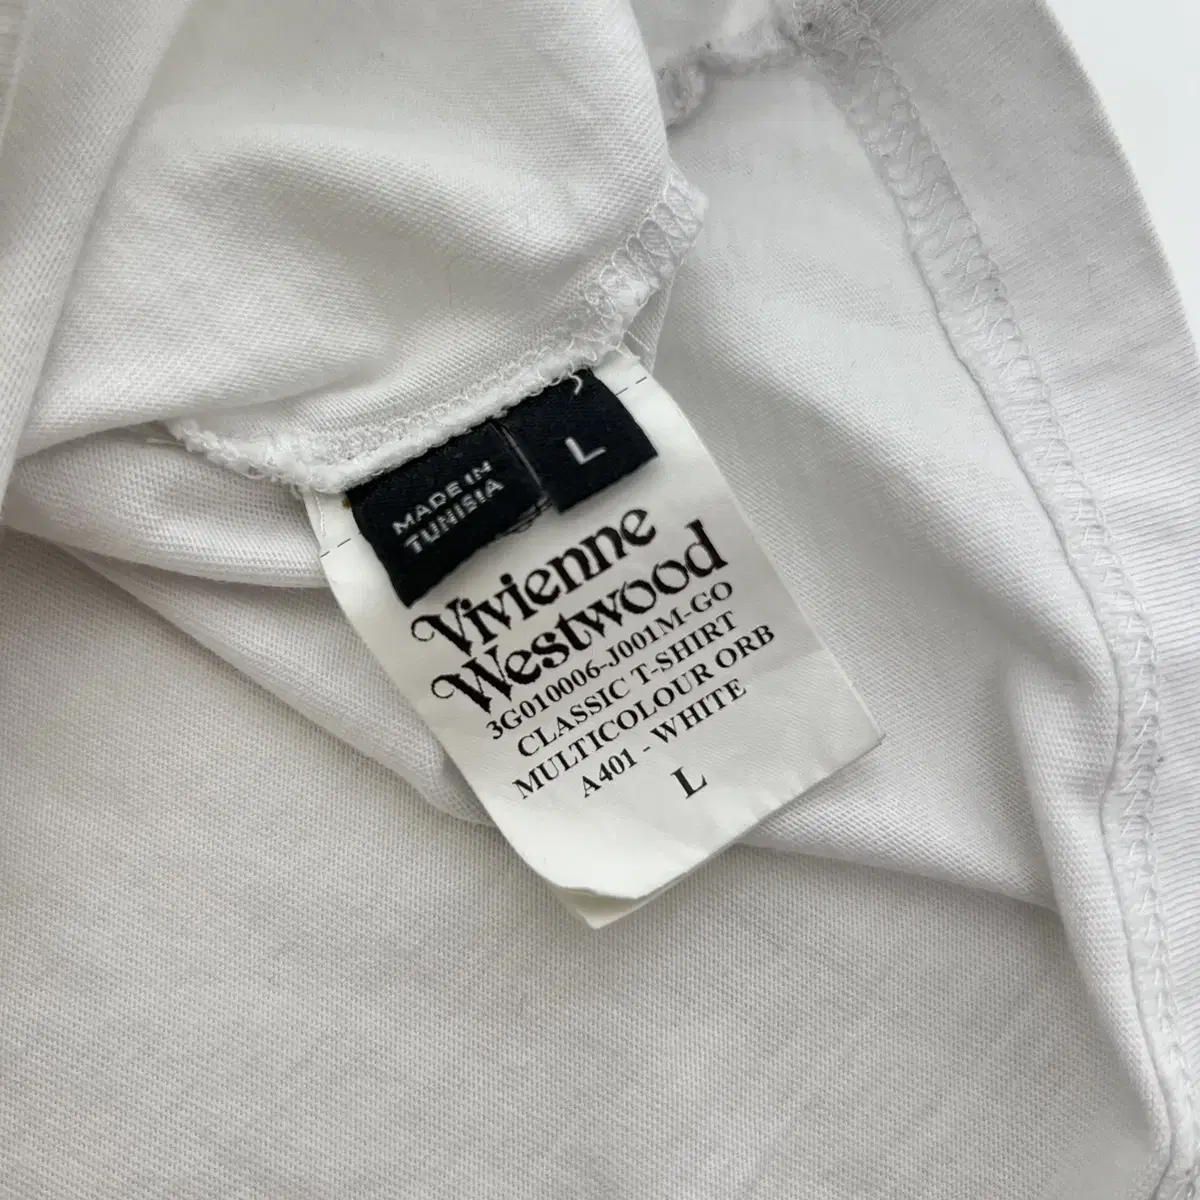 MADE IN
TUNISIA
L
Vivienne
Westwood
3G010006-J001M-GO
CLASSIC T-SHIRT
MULTICOLOUR ORB
A401 - WHITE
L